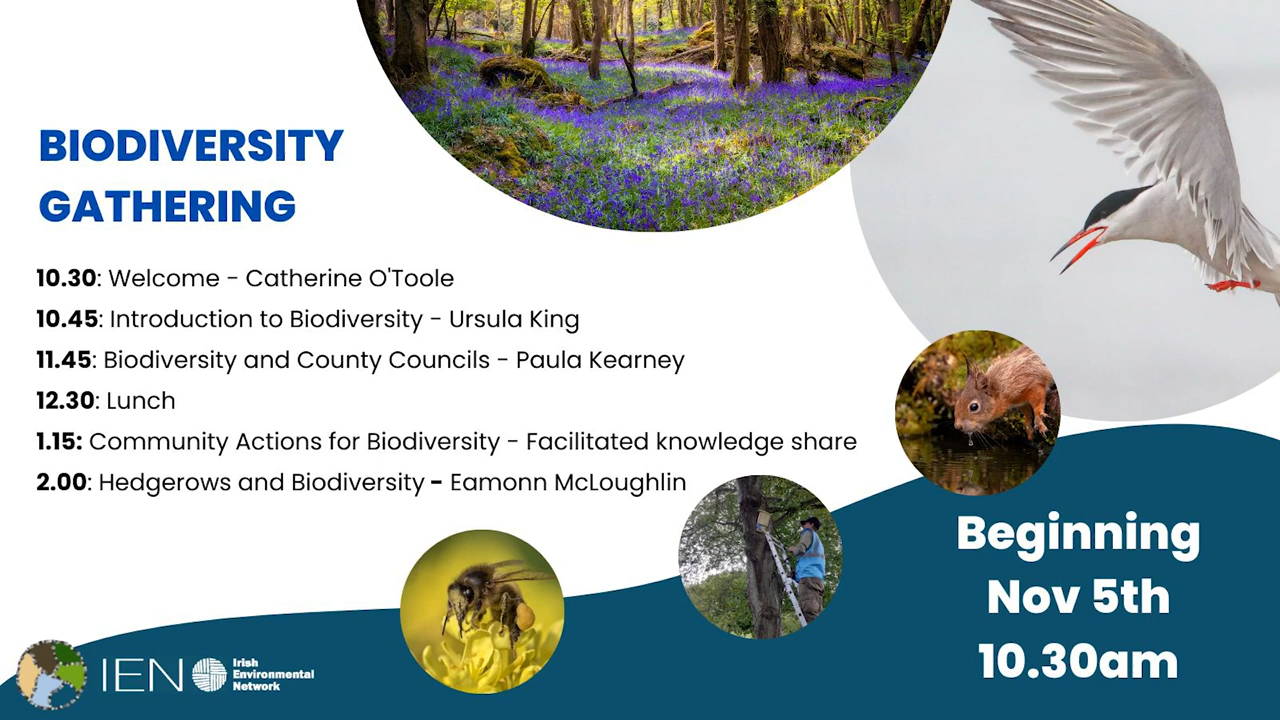 BIODIVERSITY
GATHERING
10.30: Welcome - Catherine O'Toole
10.45: Introduction to Biodiversity - Ursula King
11.45: Biodiversity and County Councils - Paula Kearney
12.30: Lunch
1.15: Community Actions for Biodiversity - Facilitated knowledge share
2.00: Hedgerows and Biodiversity - Eamonn McLoughlin
Beginning
Nov 5th
10.30am
IEN
Irish
Environmental
Network